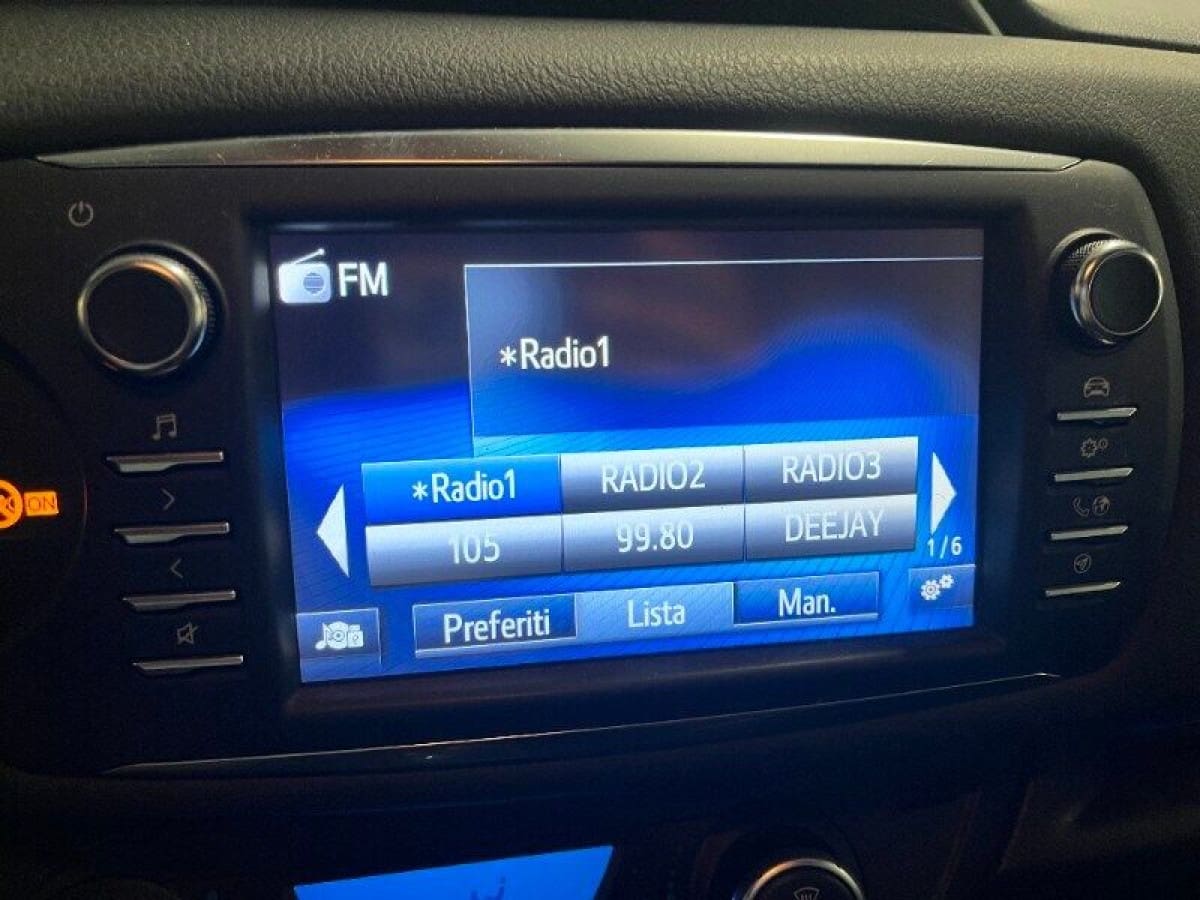 FM
*Radio1
*Radio1 RADIO2 RADIO3
105 99.80 DEEJAY
1/6
Preferiti Lista Man.
ON